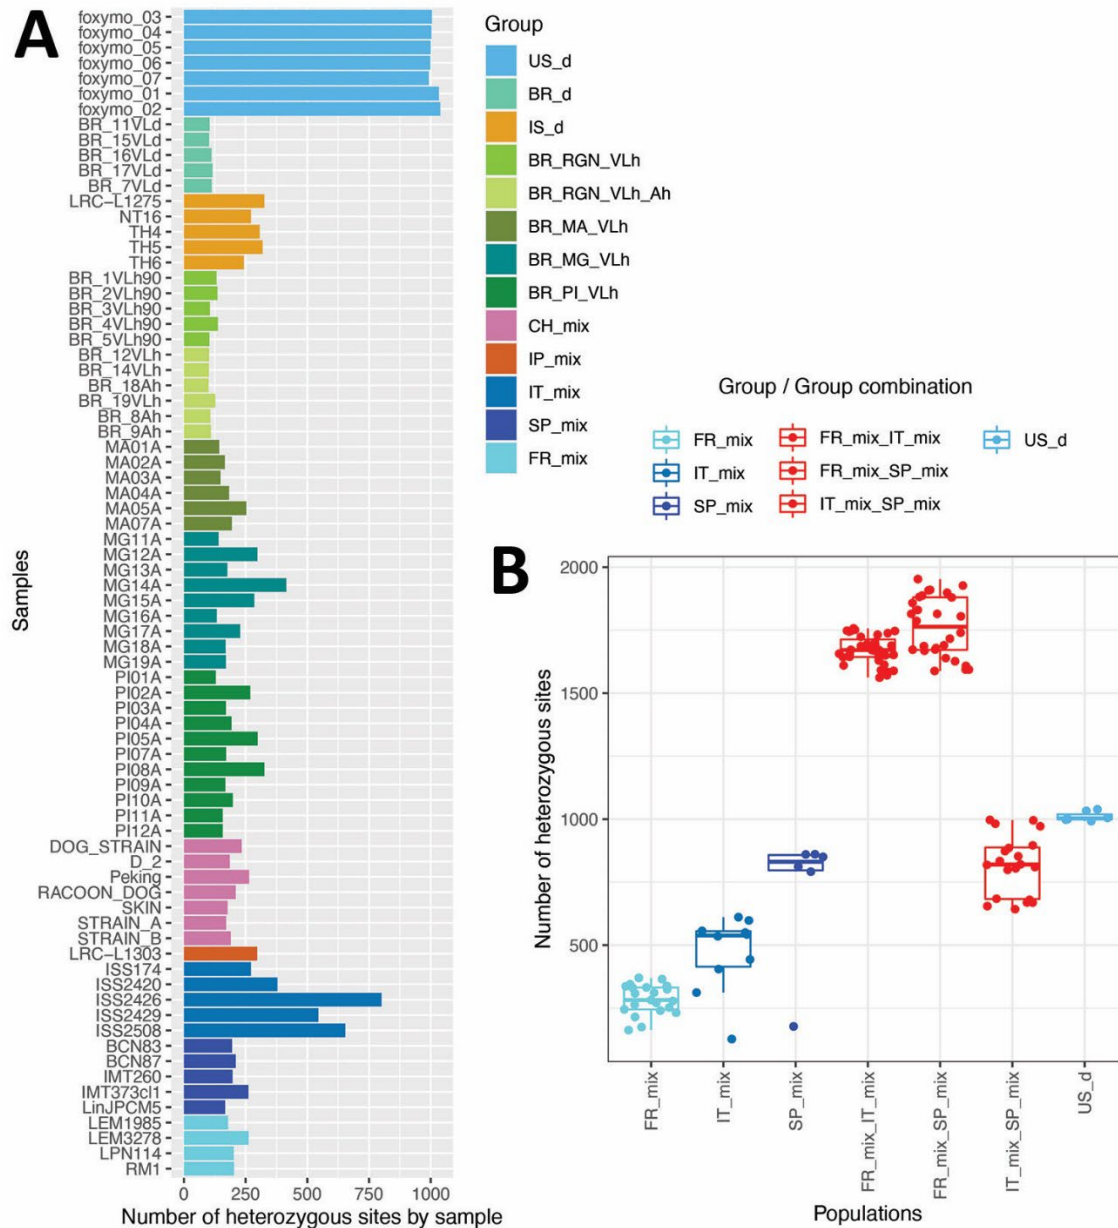 A
Samples
foxymo_03
foxymo_04
foxymo_05
foxymo_06
foxymo_07
foxymo_01
foxymo_02
BR_11VLd
BR_15VLd
BR_16VLd
BR_17VLd
BR_7VLd
LRC-L1275
NT16
TH4
TH5
TH6
BR_1VLh90
BR_2VLh90
BR_3VLh90
BR_4VLh90
BR_5VLh90
BR_12VLh
BR_14VLh
BR_18Ah
BR_19VLh
BR_8Ah
BR_9Ah
MA01A
MA02A
MA03A
MA04A
MA05A
MA07A
MG11A
MG12A
MG13A
MG14A
MG15A
MG16A
MG17A
MG18A
MG19A
PI01A
PI02A
PI03A
PI04A
PI05A
PI07A
PI08A
PI09A
PI10A
PI11A
PI12A
DOG_STRAIN
D_2
Peking
RACOON_DOG
SKIN
STRAIN_A
STRAIN_B
LRC-L1303
ISS174
ISS2420
ISS2426
ISS2429
ISS2508
BCN83
BCN87
IMT260
IMT373cl1
LinJPCM5
LEM1985
LEM3278
LPN114
RM1
0 250 500 750 1000
Number of heterozygous sites by sample
Group
US_d
BR_d
IS_d
BR_RGN_VLh
BR_RGN_VLh_Ah
BR_MA_VLh
BR_MG_VLh
BR_PI_VLh
CH_mix
IP_mix
IT_mix
SP_mix
FR_mix
Group / Group combination
FR_mix FR_mix_IT_mix US_d
IT_mix FR_mix_SP_mix
SP_mix IT_mix_SP_mix
B
Number of heterozygous sites
2000
1500
1000
500
FR_mix
IT_mix
SP_mix
FR_mix_IT_mix
FR_mix_SP_mix
IT_mix_SP_mix
US_d
Populations